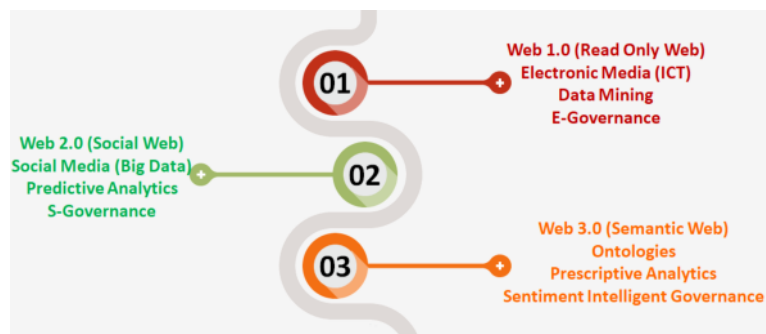 01
Web 1.0 (Read Only Web)
Electronic Media (ICT)
Data Mining
E-Governance
Web 2.0 (Social Web)
Social Media (Big Data)
Predictive Analytics
S-Governance
02
03
Web 3.0 (Semantic Web)
Ontologies
Prescriptive Analytics
Sentiment Intelligent Governance